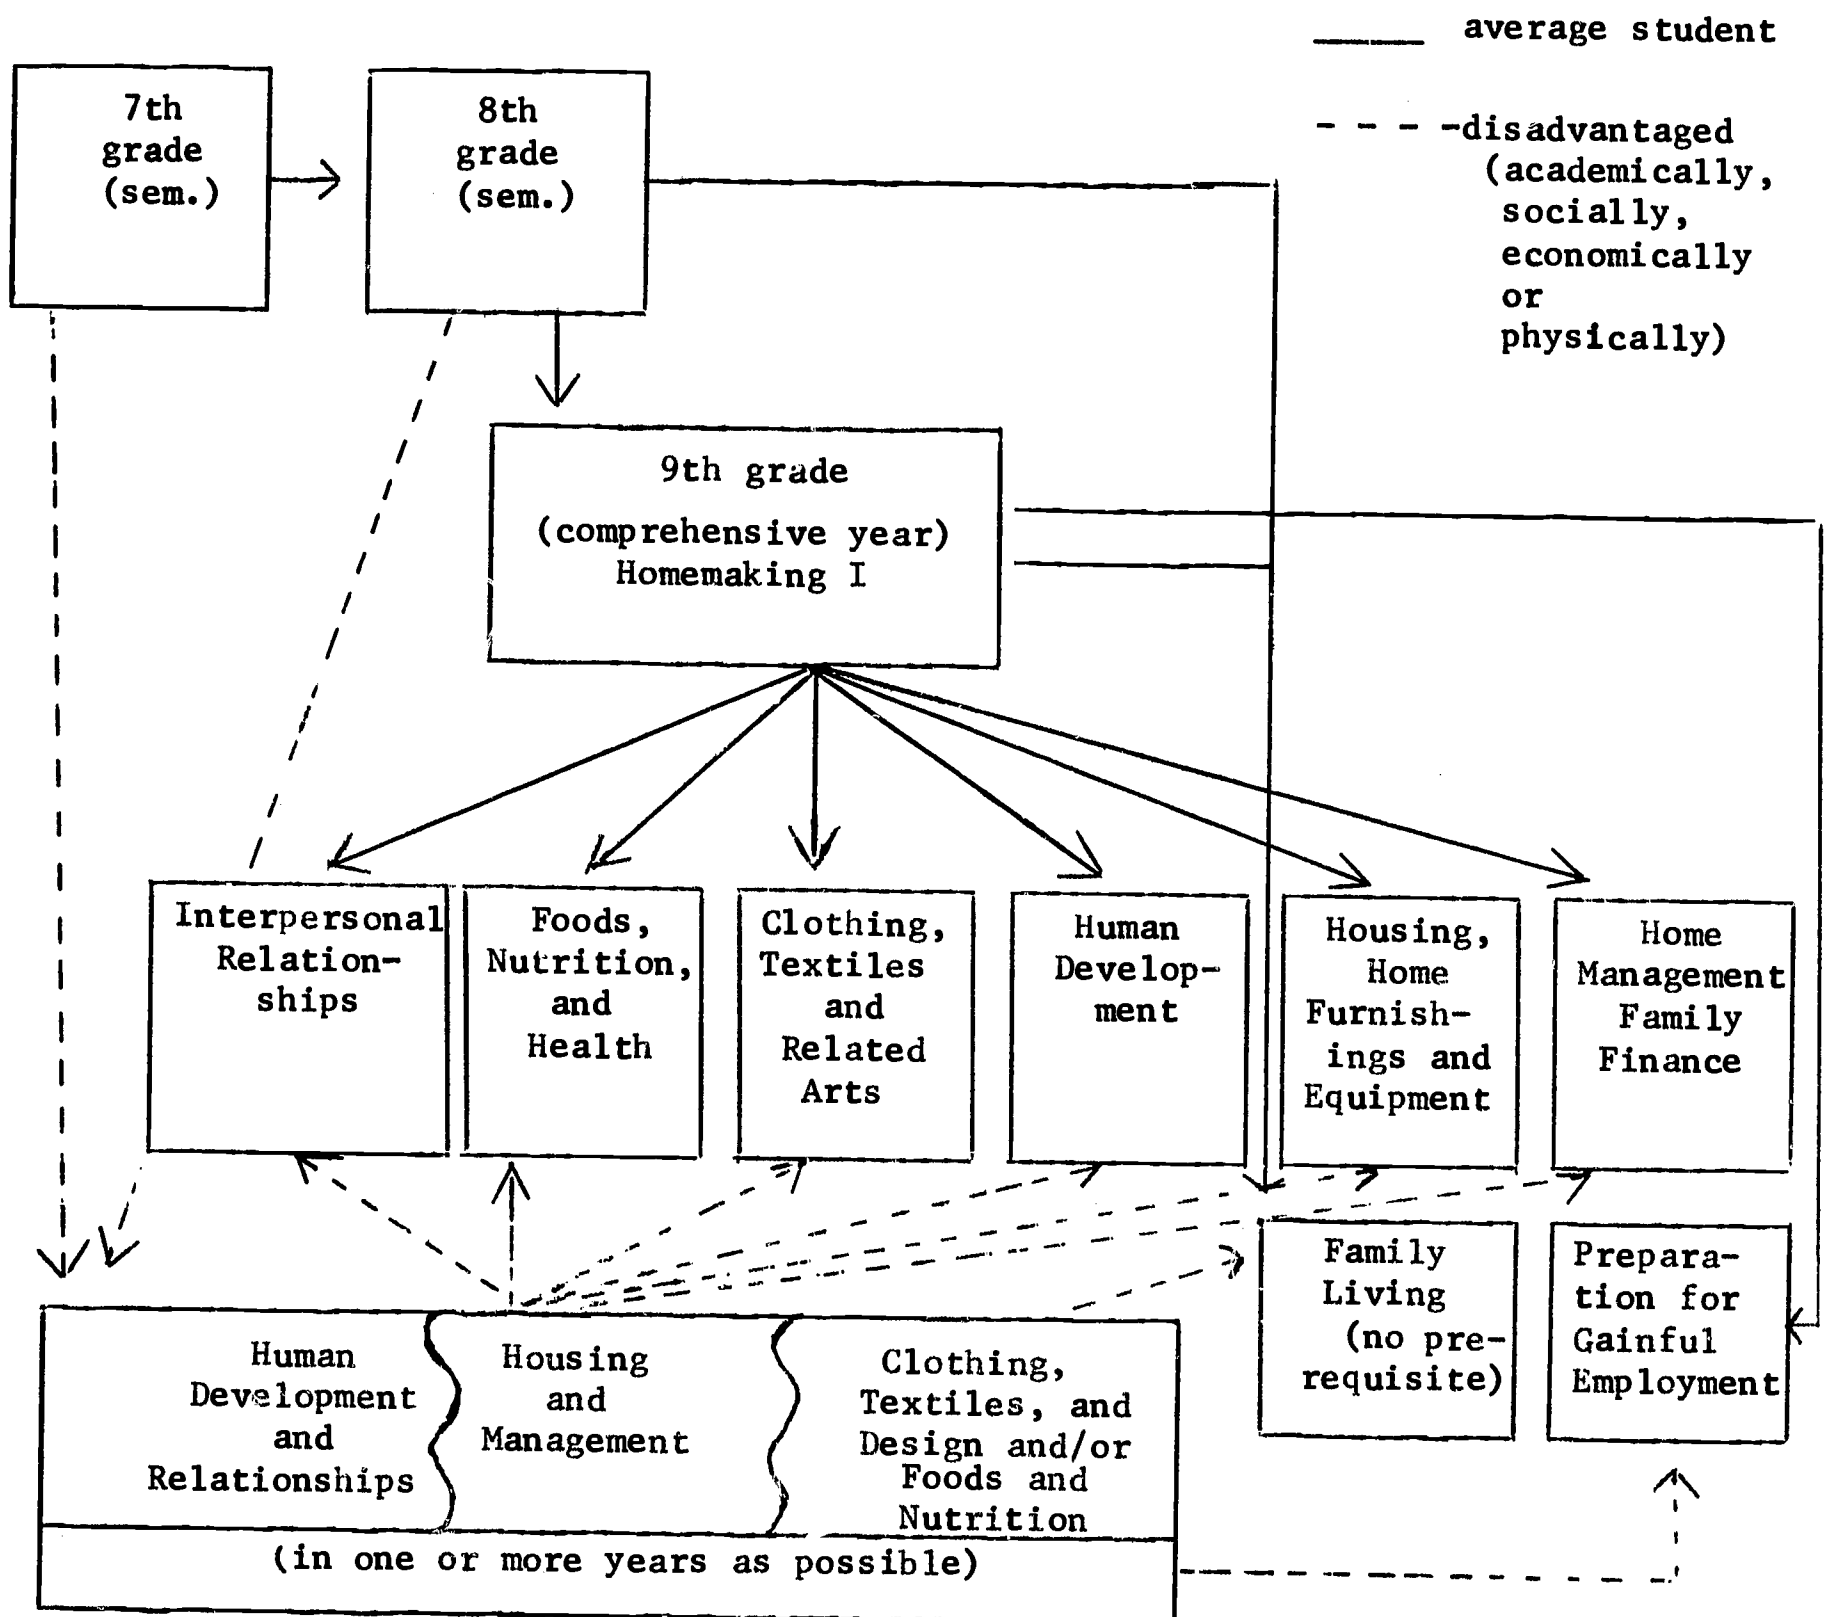 average student
disadvantaged
(academically,
socially,
economically
or
physically)
7th
grade
(sem.)
8th
grade
(sem.)
9th grade
(comprehensive year)
Homemaking I
Interpersonal
Relation-
ships
Foods,
Nutrition,
and
Health
Clothing,
Textiles
and
Related
Arts
Human
Develop-
ment
Housing,
Home
Furnish-
ings and
Equipment
Home
Management
Family
Finance
Family
Living
(no pre-
requisite)
Prepara-
tion for
Gainful
Employment
Human
Development
and
Relationships
Housing
and
Management
Clothing,
Textiles, and
Design and/or
Foods and
Nutrition
(in one or more years as possible)